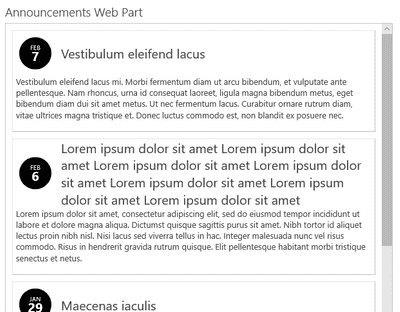 Announcements Web Part
FEB
7
Vestibulum eleifend lacus
Vestibulum eleifend lacus mi. Morbi fermentum diam ut arcu bibendum, et vulputate ante
pellentesque. Nam rhoncus, urna id consequat laoreet, ligula magna bibendum metus, eget
bibendum diam dui sit amet metus. Ut nec fermentum lacus. Curabitur ornare rutrum diam,
vitae ultrices magna tristique et. Donec luctus commodo est, non blandit ex posuere nec.
FEB
6
Lorem ipsum dolor sit amet Lorem ipsum dolor sit
amet Lorem ipsum dolor sit amet Lorem ipsum dolor
sit amet Lorem ipsum dolor sit amet Lorem ipsum
dolor sit amet Lorem ipsum dolor sit amet
Lorem ipsum dolor sit amet, consectetur adipiscing elit, sed do eiusmod tempor incididunt ut
labore et dolore magna aliqua. Dictumst quisque sagittis purus sit amet. Nibh tortor id aliquet
lectus proin nibh nisl. Nisi lacus sed viverra tellus in hac. Integer malesuada nunc vel risus
commodo. Risus in hendrerit gravida rutrum quisque. Elit pellentesque habitant morbi tristique
senectus et netus.
JAN
29
Maecenas iaculis